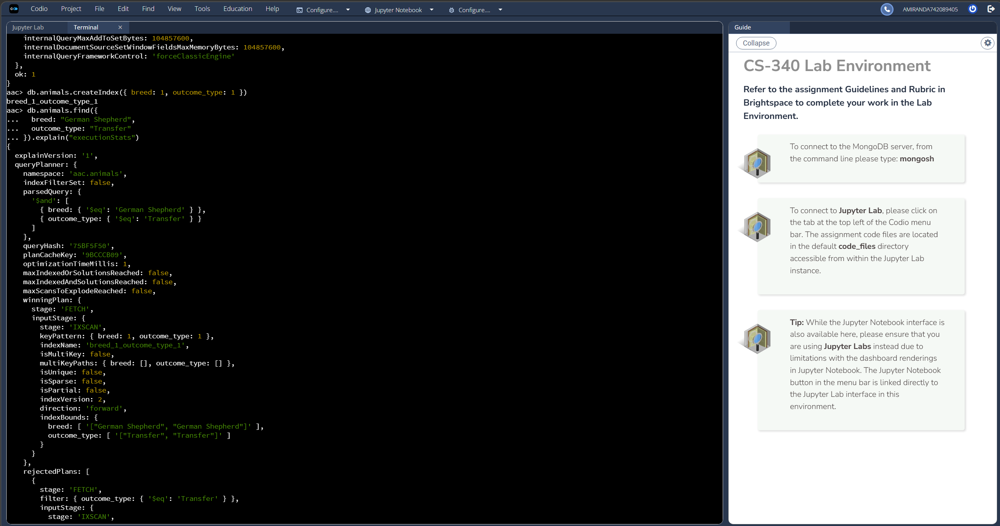 Codio Project File Edit Find View Tools Education Help Configure.... Jupyter Notebook Configure.... AMIRANDA742089405
Jupyter Lab Terminal ×
    internalQueryMaxAddToSetBytes: 104857600,
    internalDocumentSourceSetWindowFieldsMaxMemoryBytes: 104857600,
    internalQueryFrameworkControl: 'forceClassicEngine'
  },
  ok: 1
}
aac> db.animals.createIndex({ breed: 1, outcome_type: 1 })
breed_1_outcome_type_1
aac> db.animals.find({
...   breed: "German Shepherd",
...   outcome_type: "Transfer"
... }).explain("executionStats")
{
  explainVersion: '1',
  queryPlanner: {
    namespace: 'aac.animals',
    indexFilterSet: false,
    parsedQuery: {
      '$and': [
        { breed: { '$eq': 'German Shepherd' } },
        { outcome_type: { '$eq': 'Transfer' } }
      ]
    },
    queryHash: '75BF5F50',
    planCacheKey: '9BCCCB09',
    optimizationTimeMillis: 1,
    maxIndexedOrSolutionsReached: false,
    maxIndexedAndSolutionsReached: false,
    maxScansToExplodeReached: false,
    winningPlan: {
      stage: 'FETCH',
      inputStage: {
        stage: 'IXSCAN',
        keyPattern: { breed: 1, outcome_type: 1 },
        indexName: 'breed_1_outcome_type_1',
        isMultiKey: false,
        multiKeyPaths: { breed: [], outcome_type: [] },
        isUnique: false,
        isSparse: false,
        isPartial: false,
        indexVersion: 2,
        direction: 'forward',
        indexBounds: {
          breed: [ '["German Shepherd", "German Shepherd"]' ],
          outcome_type: [ '["Transfer", "Transfer"]' ]
        }
      }
    },
    rejectedPlans: [
      {
        stage: 'FETCH',
        filter: { outcome_type: { '$eq': 'Transfer' } },
        inputStage: {
          stage: 'IXSCAN',
Guide
Collapse
CS-340 Lab Environment
Refer to the assignment Guidelines and Rubric in
Brightspace to complete your work in the Lab
Environment.
To connect to the MongoDB server, from
the command line please type: mongosh
To connect to Jupyter Lab, please click on
the tab at the top left of the Codio menu
bar. The assignment code files are located
in the default code_files directory
accessible from within the Jupyter Lab
instance.
Tip: While the Jupyter Notebook interface is
also available here, please ensure that you
are using Jupyter Labs instead due to
limitations with the dashboard renderings
in Jupyter Notebook. The Jupyter Notebook
button in the menu bar is linked directly to
the Jupyter Lab interface in this
environment.